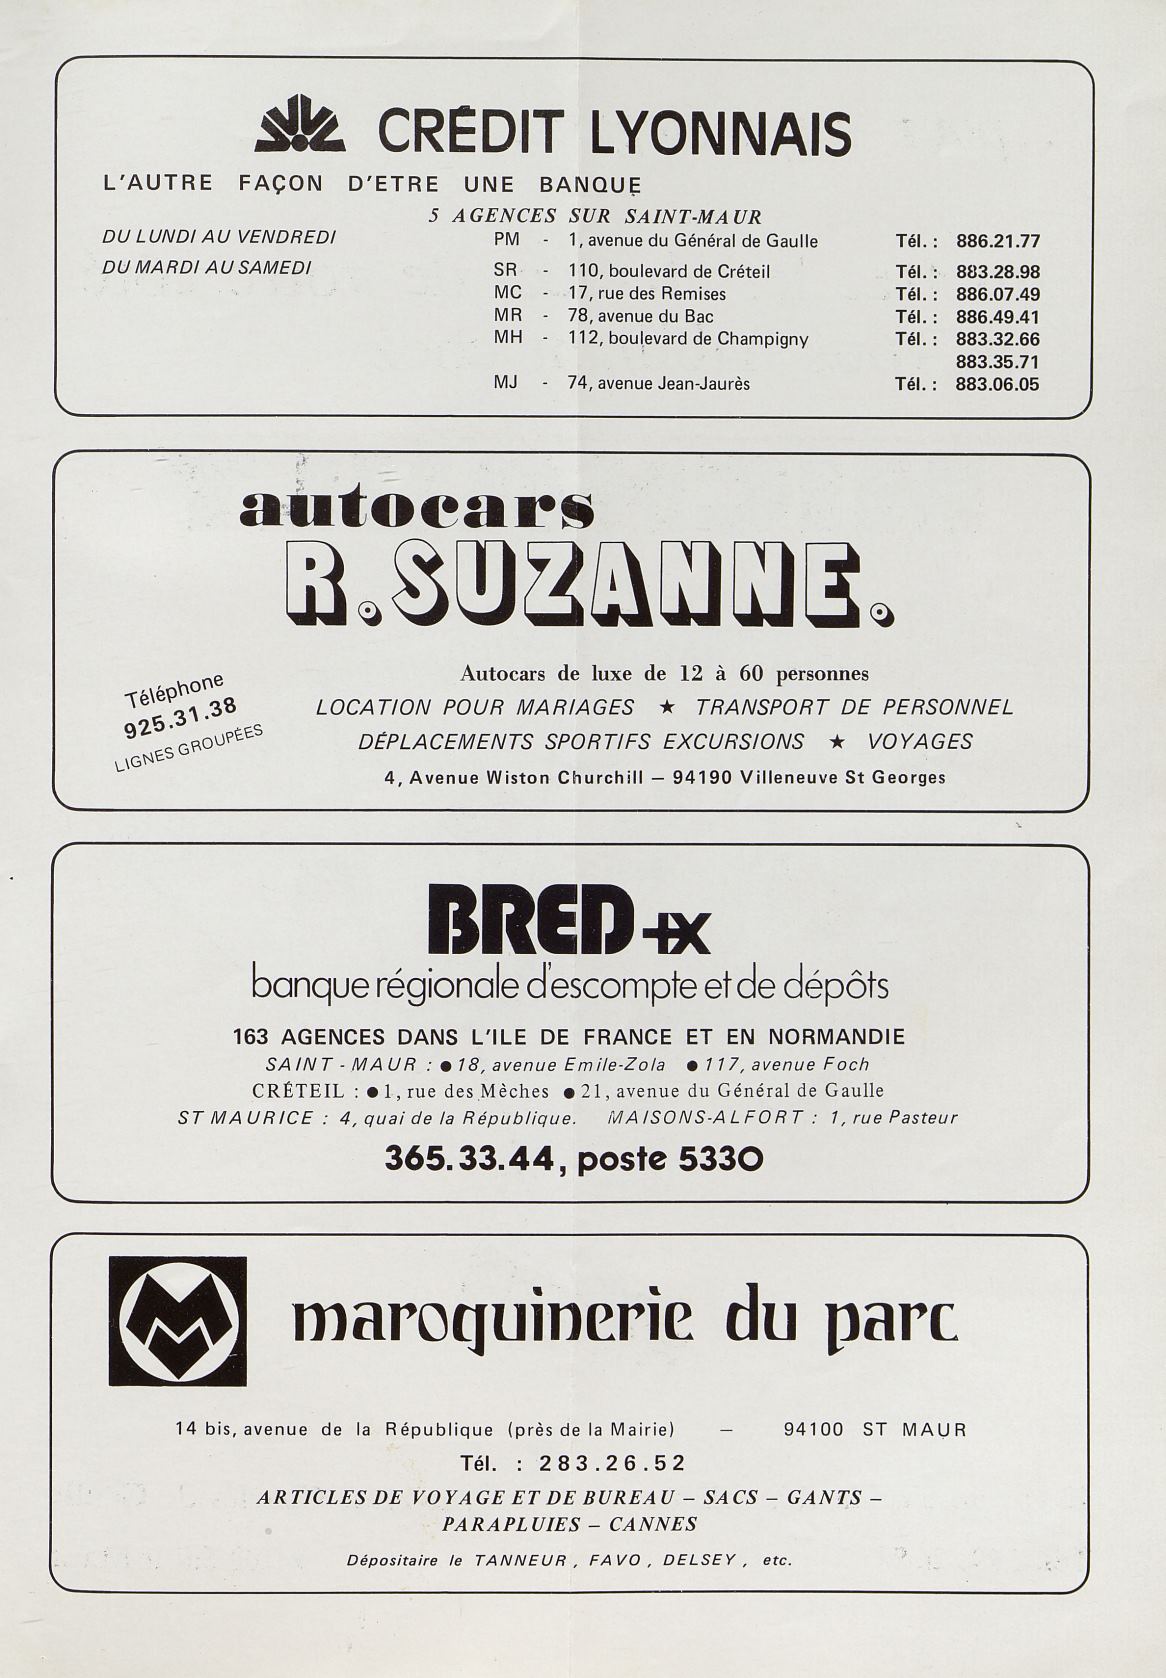 CRÉDIT LYONNAIS
L'AUTRE FAÇON D'ETRE UNE BANQUE
5 AGENCES SUR SAINT-MAUR
DU LUNDI AU VENDREDI PM - 1, avenue du Général de Gaulle Tél. : 886.21.77
DU MARDI AU SAMEDI SR - 110, boulevard de Créteil Tél. : 883.28.98
MC - 17, rue des Remises Tél. : 886.07.49
MR - 78, avenue du Bac Tél. : 886.49.41
MH - 112, boulevard de Champigny Tél. : 883.32.66
883.35.71
MJ - 74, avenue Jean-Jaurès Tél. : 883.06.05
autocars
R. SUZANNE.
Autocars de luxe de 12 à 60 personnes
Téléphone
925.31.38
LIGNES GROUPÉES
LOCATION POUR MARIAGES ★ TRANSPORT DE PERSONNEL
DÉPLACEMENTS SPORTIFS EXCURSIONS ★ VOYAGES
4, Avenue Wiston Churchill — 94190 Villeneuve St Georges
BRED +X
banque régionale d'escompte et de dépôts
163 AGENCES DANS L'ILE DE FRANCE ET EN NORMANDIE
SAINT - MAUR : ● 18, avenue Emile-Zola ● 117, avenue Foch
CRÉTEIL : ● 1, rue des Mèches ● 21, avenue du Général de Gaulle
ST MAURICE : 4, quai de la République. MAISONS-ALFORT : 1, rue Pasteur
365.33.44, poste 5330
maroquinerie du parc
14 bis, avenue de la République (près de la Mairie) — 94100 ST MAUR
Tél. : 283.26.52
ARTICLES DE VOYAGE ET DE BUREAU – SACS – GANTS –
PARAPLUIES – CANNES
Dépositaire le TANNEUR, FAVO, DELSEY, etc.